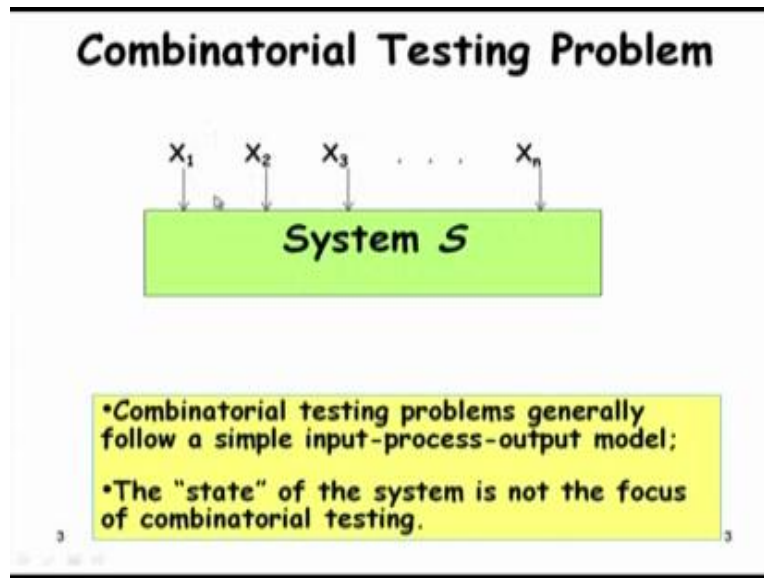 Combinatorial Testing Problem
X₁ X₂ X₃ . . . Xₙ
System S
•Combinatorial testing problems generally
follow a simple input-process-output model;
•The “state” of the system is not the focus
of combinatorial testing.
3 3